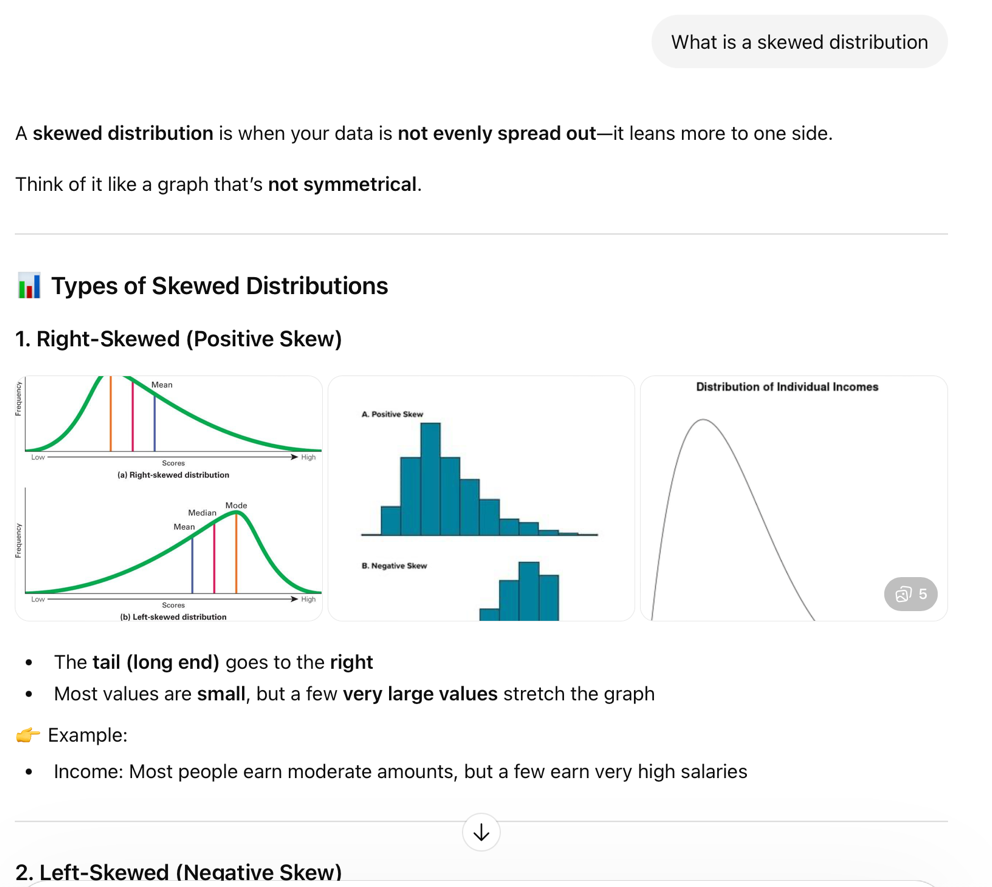 What is a skewed distribution
A skewed distribution is when your data is not evenly spread out—it leans more to one side.
Think of it like a graph that’s not symmetrical.
📊 Types of Skewed Distributions
1. Right-Skewed (Positive Skew)
Frequency
Mean
Low
High
Scores
(a) Right-skewed distribution
Frequency
Mean
Median
Mode
Low
High
Scores
(b) Left-skewed distribution
A. Positive Skew
B. Negative Skew
Distribution of Individual Incomes
5
• The tail (long end) goes to the right
• Most values are small, but a few very large values stretch the graph
👉 Example:
• Income: Most people earn moderate amounts, but a few earn very high salaries
2. Left-Skewed (Negative Skew)